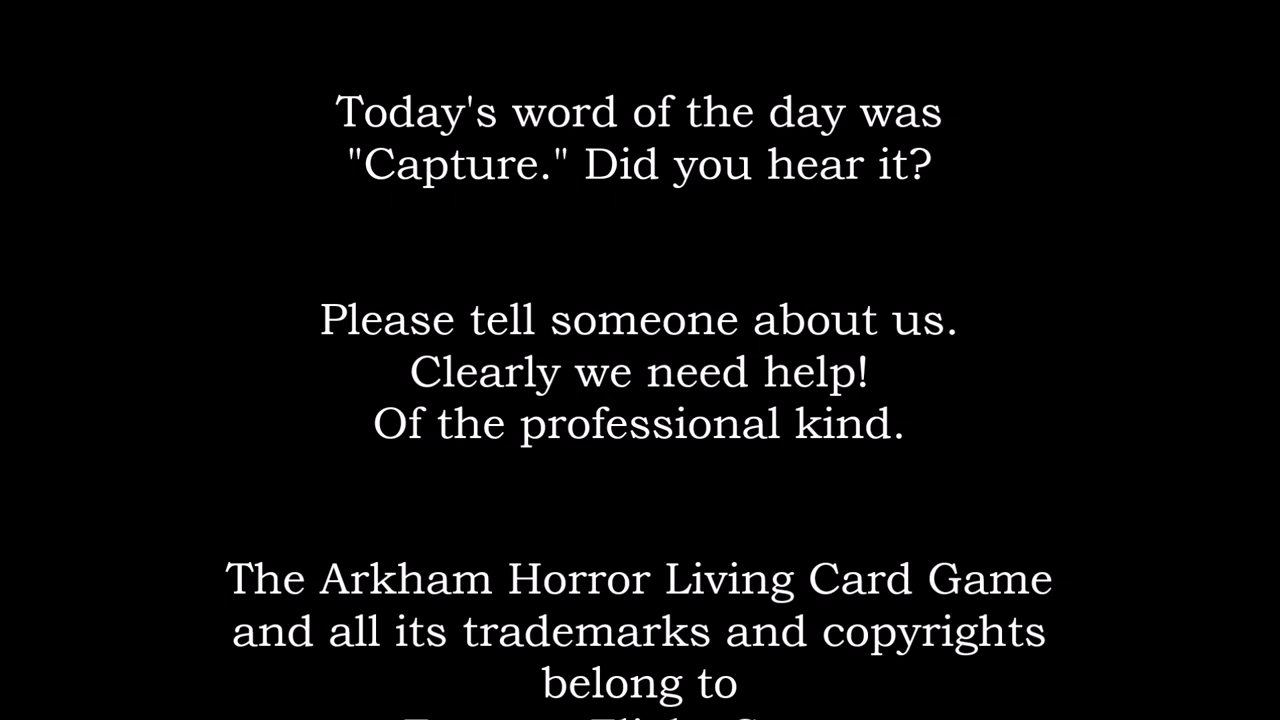 Today's word of the day was
"Capture." Did you hear it?
Please tell someone about us.
Clearly we need help!
Of the professional kind.
The Arkham Horror Living Card Game
and all its trademarks and copyrights
belong to